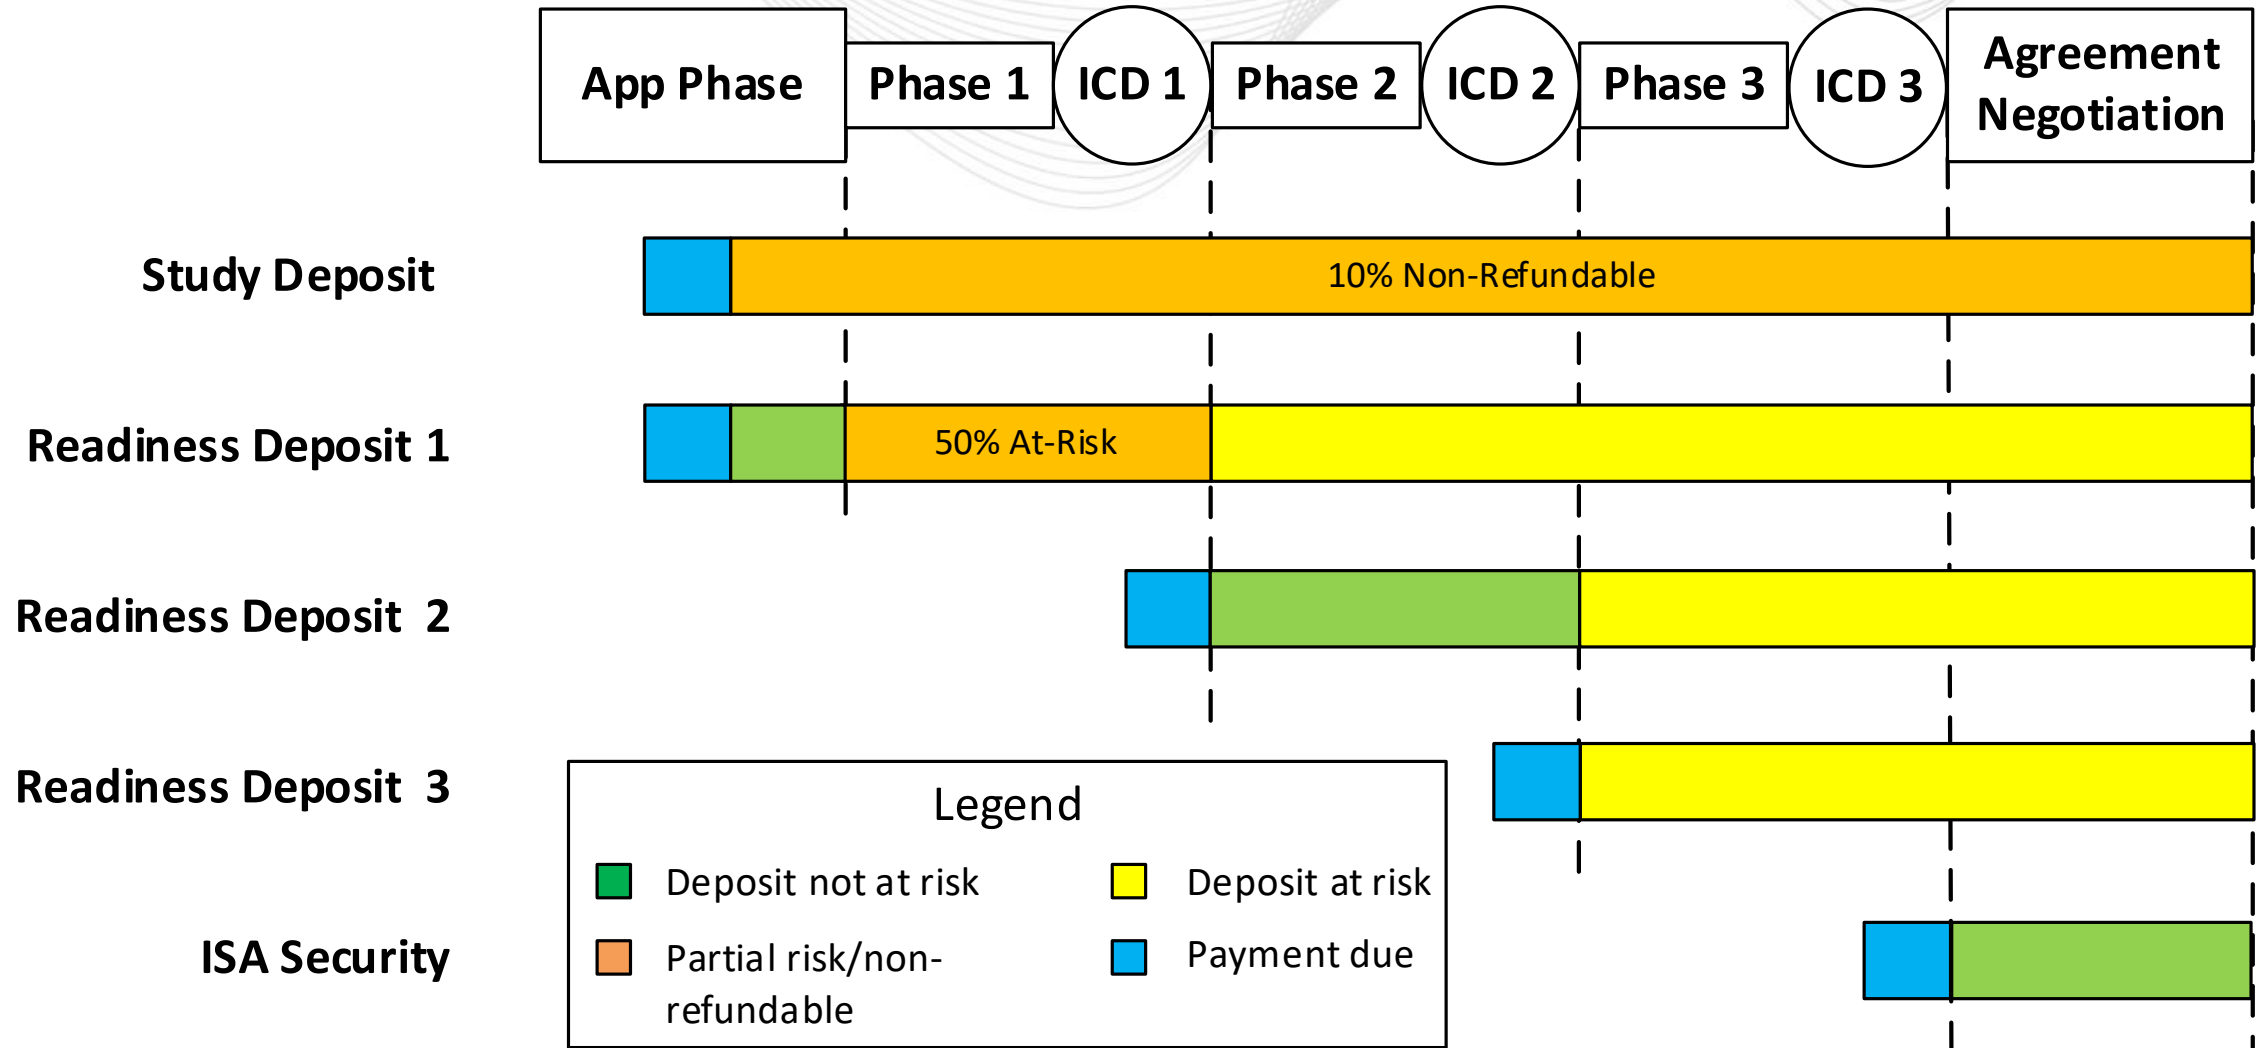 App Phase
Phase 1
ICD 1
Phase 2
ICD 2
Phase 3
ICD 3
Agreement
Negotiation
Study Deposit
10% Non-Refundable
Readiness Deposit 1
50% At-Risk
Readiness Deposit 2
Readiness Deposit 3
Legend
Deposit not at risk
Deposit at risk
Partial risk/non-
refundable
Payment due
ISA Security